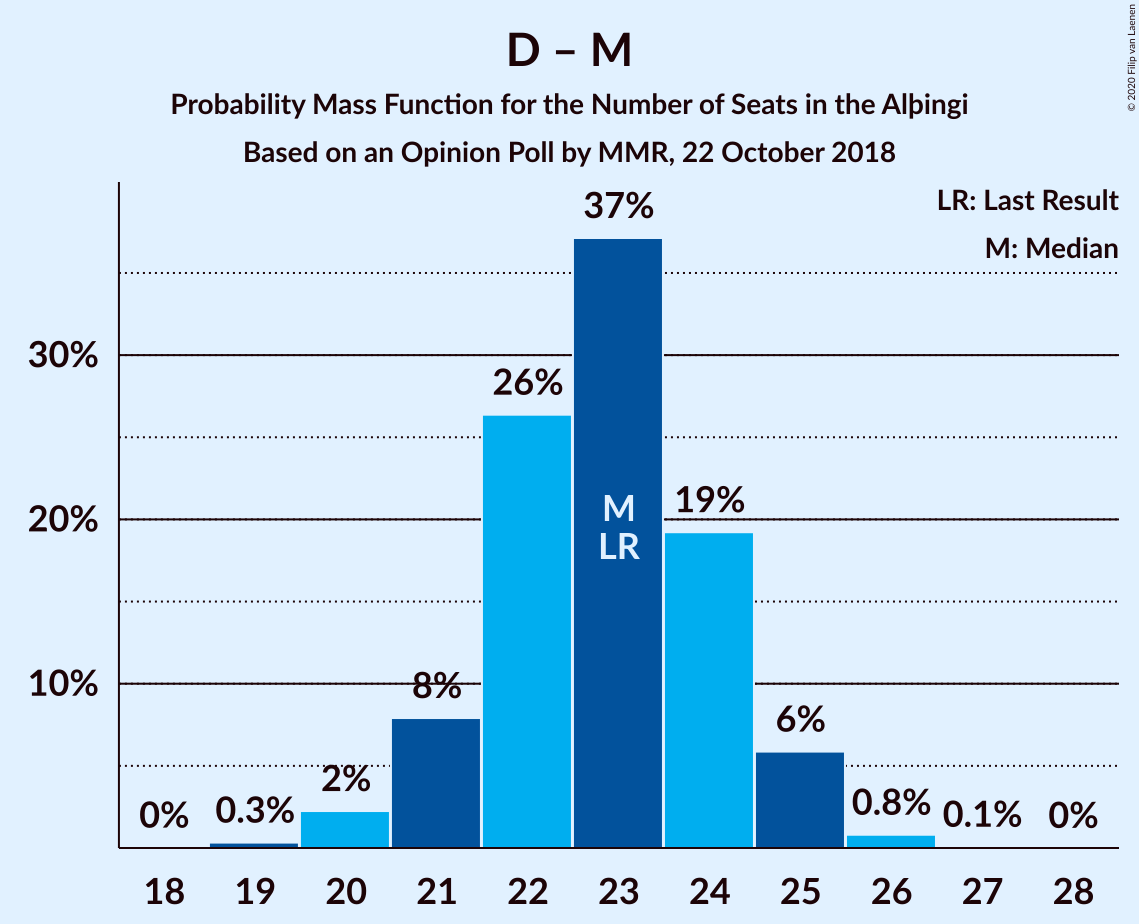 D – M
Probability Mass Function for the Number of Seats in the Alþingi
Based on an Opinion Poll by MMR, 22 October 2018
© 2020 Filip van Laenen
LR: Last Result
M: Median
37%
30%
26%
20%
19%
M
LR
10%
8%
6%
2%
0%
0.3%
0.8%
0.1%
0%
18 19 20 21 22 23 24 25 26 27 28